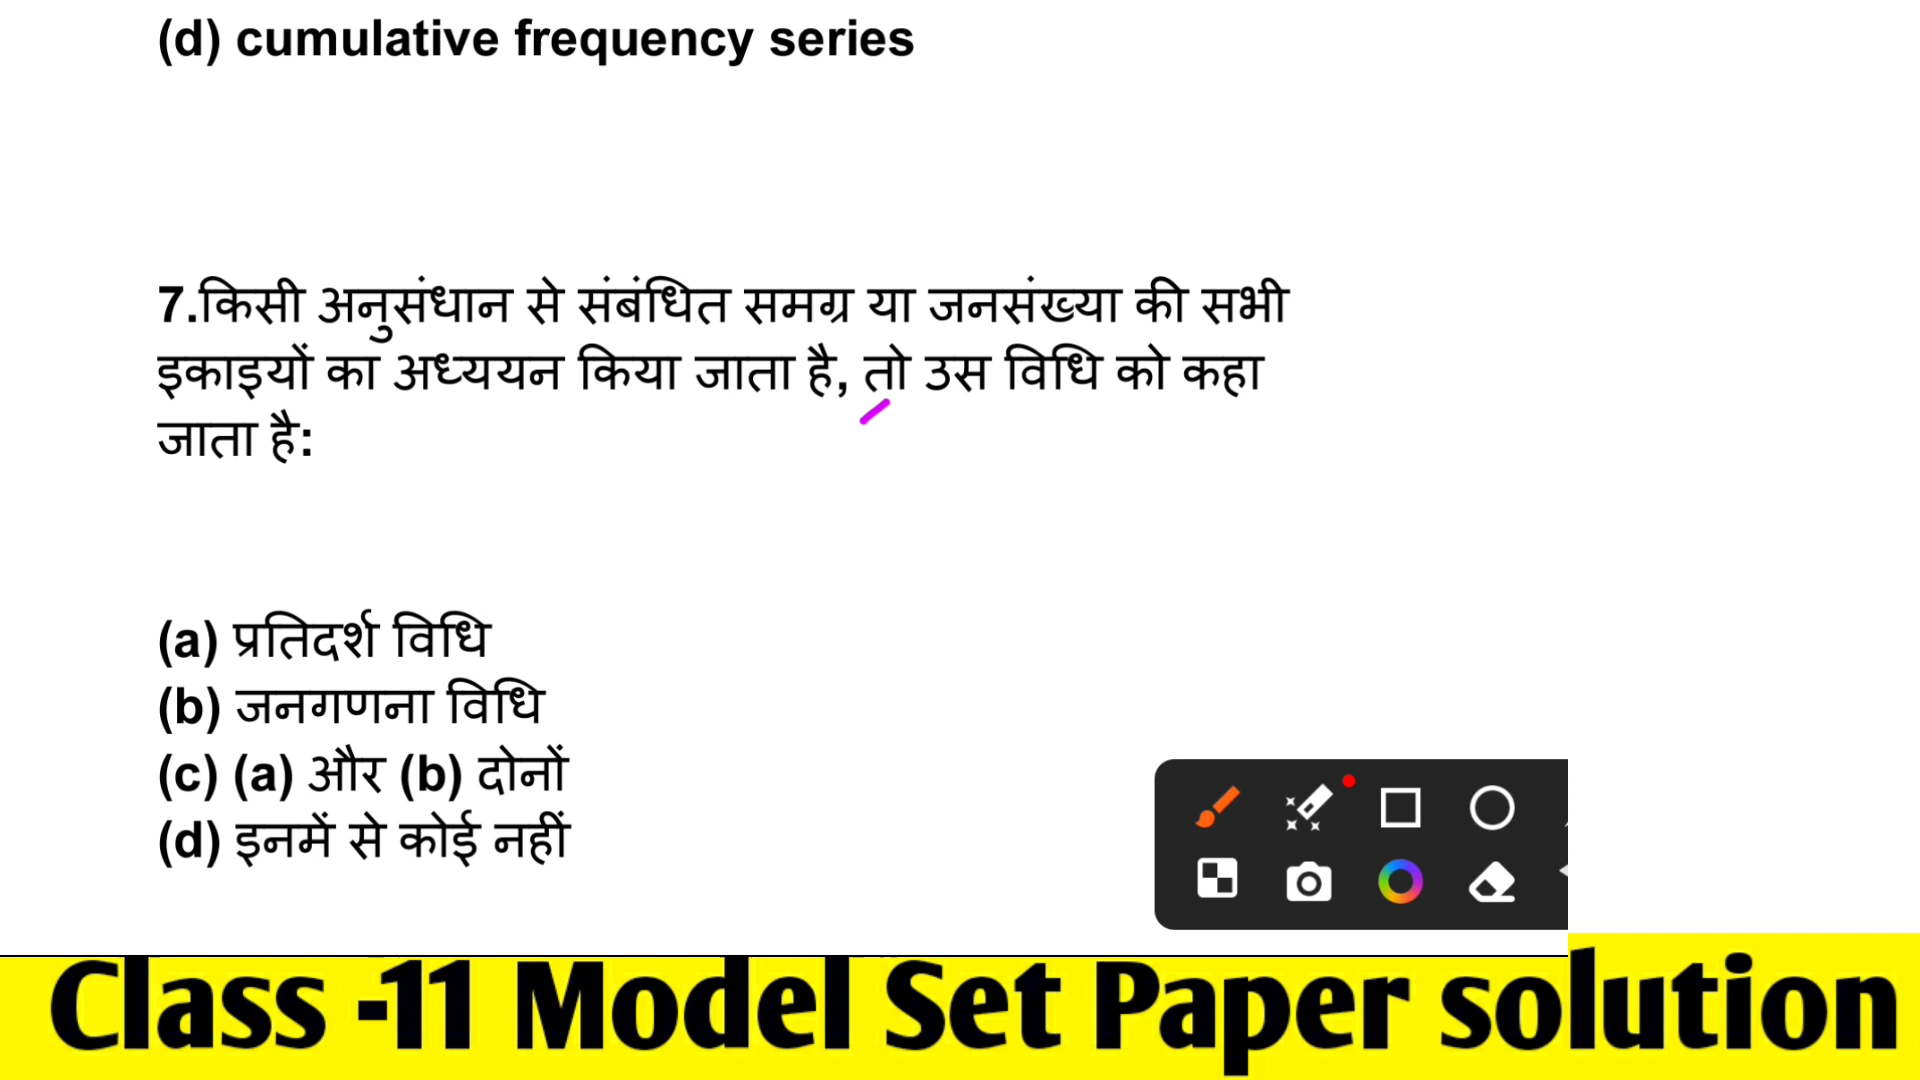 (d) cumulative frequency series
7.किसी अनुसंधान से संबंधित समग्र या जनसंख्या की सभी
इकाइयों का अध्ययन किया जाता है, तो उस विधि को कहा
जाता है:
(a) प्रतिदर्श विधि
(b) जनगणना विधि
(c) (a) और (b) दोनों
(d) इनमें से कोई नहीं
Class -11 Model Set Paper solution